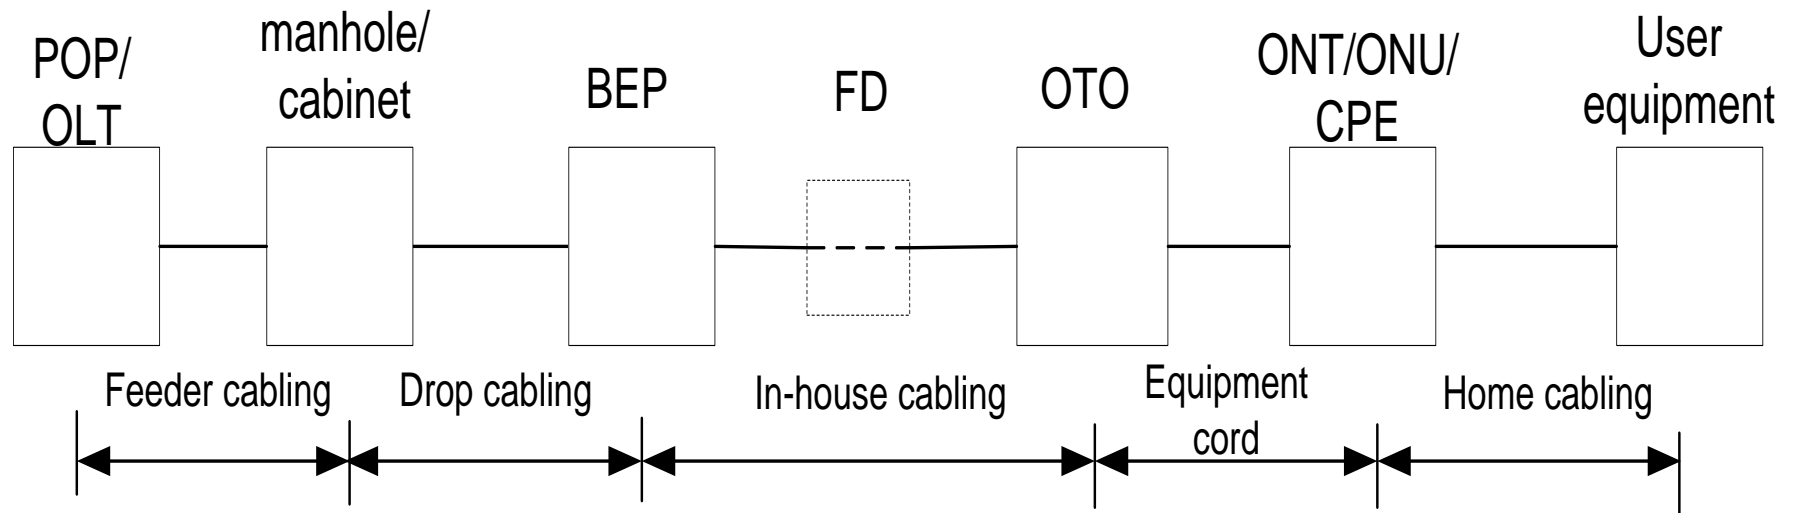 POP/
OLT
manhole/
cabinet
BEP
FD
OTO
ONT/ONU/
CPE
User
equipment
Feeder cabling
Drop cabling
In-house cabling
Equipment
cord
Home cabling